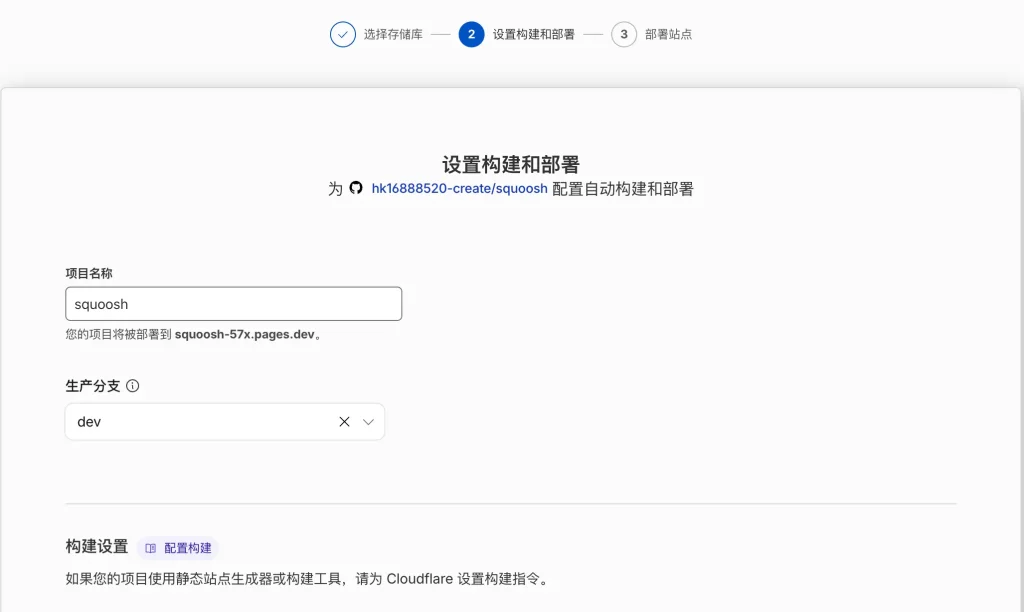 选择存储库 2 设置构建和部署 3 部署站点
设置构建和部署
为 hk16888520-create/squoosh 配置自动构建和部署
项目名称
squoosh
您的项目将被部署到 squoosh-57x.pages.dev。
生产分支
dev
构建设置 配置构建
如果您的项目使用静态站点生成器或构建工具，请为 Cloudflare 设置构建指令。